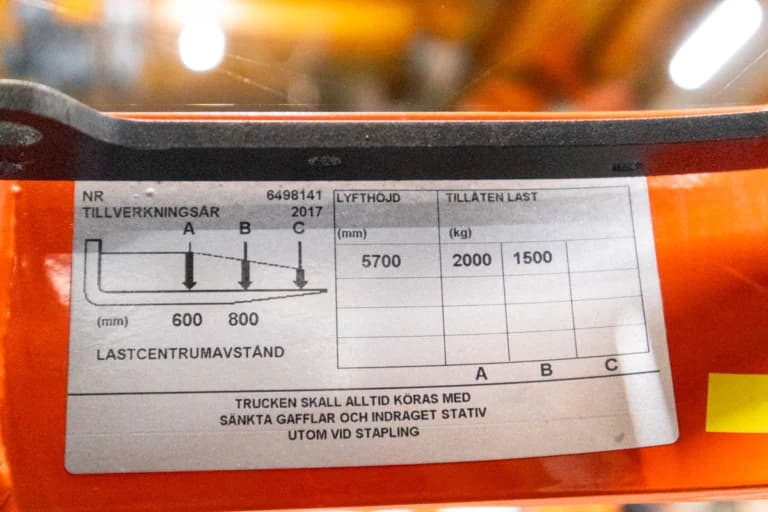 NR 6498141
TILLVERKNINGSÅR 2017
A B C
(mm) 600 800
LASTCENTRUMAVSTÅND
LYFTHÖJD TILLÅTEN LAST
(mm) (kg)
5700 2000 1500
A B C
TRUCKEN SKALL ALLTID KÖRAS MED
SÄNKTA GAFFLAR OCH INDRAGET STATIV
UTOM VID STAPLING